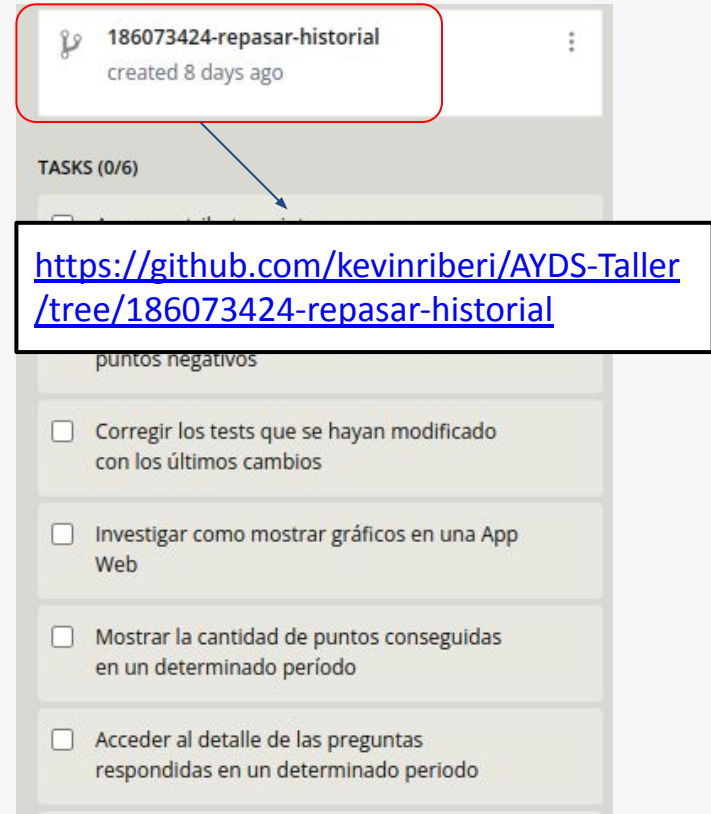 186073424-repasar-historial
created 8 days ago
TASKS (0/6)
https://github.com/kevinriberi/AYDS-Taller
/tree/186073424-repasar-historial
puntos negativos
Corregir los tests que se hayan modificado
con los últimos cambios
Investigar como mostrar gráficos en una App
Web
Mostrar la cantidad de puntos conseguidas
en un determinado período
Acceder al detalle de las preguntas
respondidas en un determinado periodo